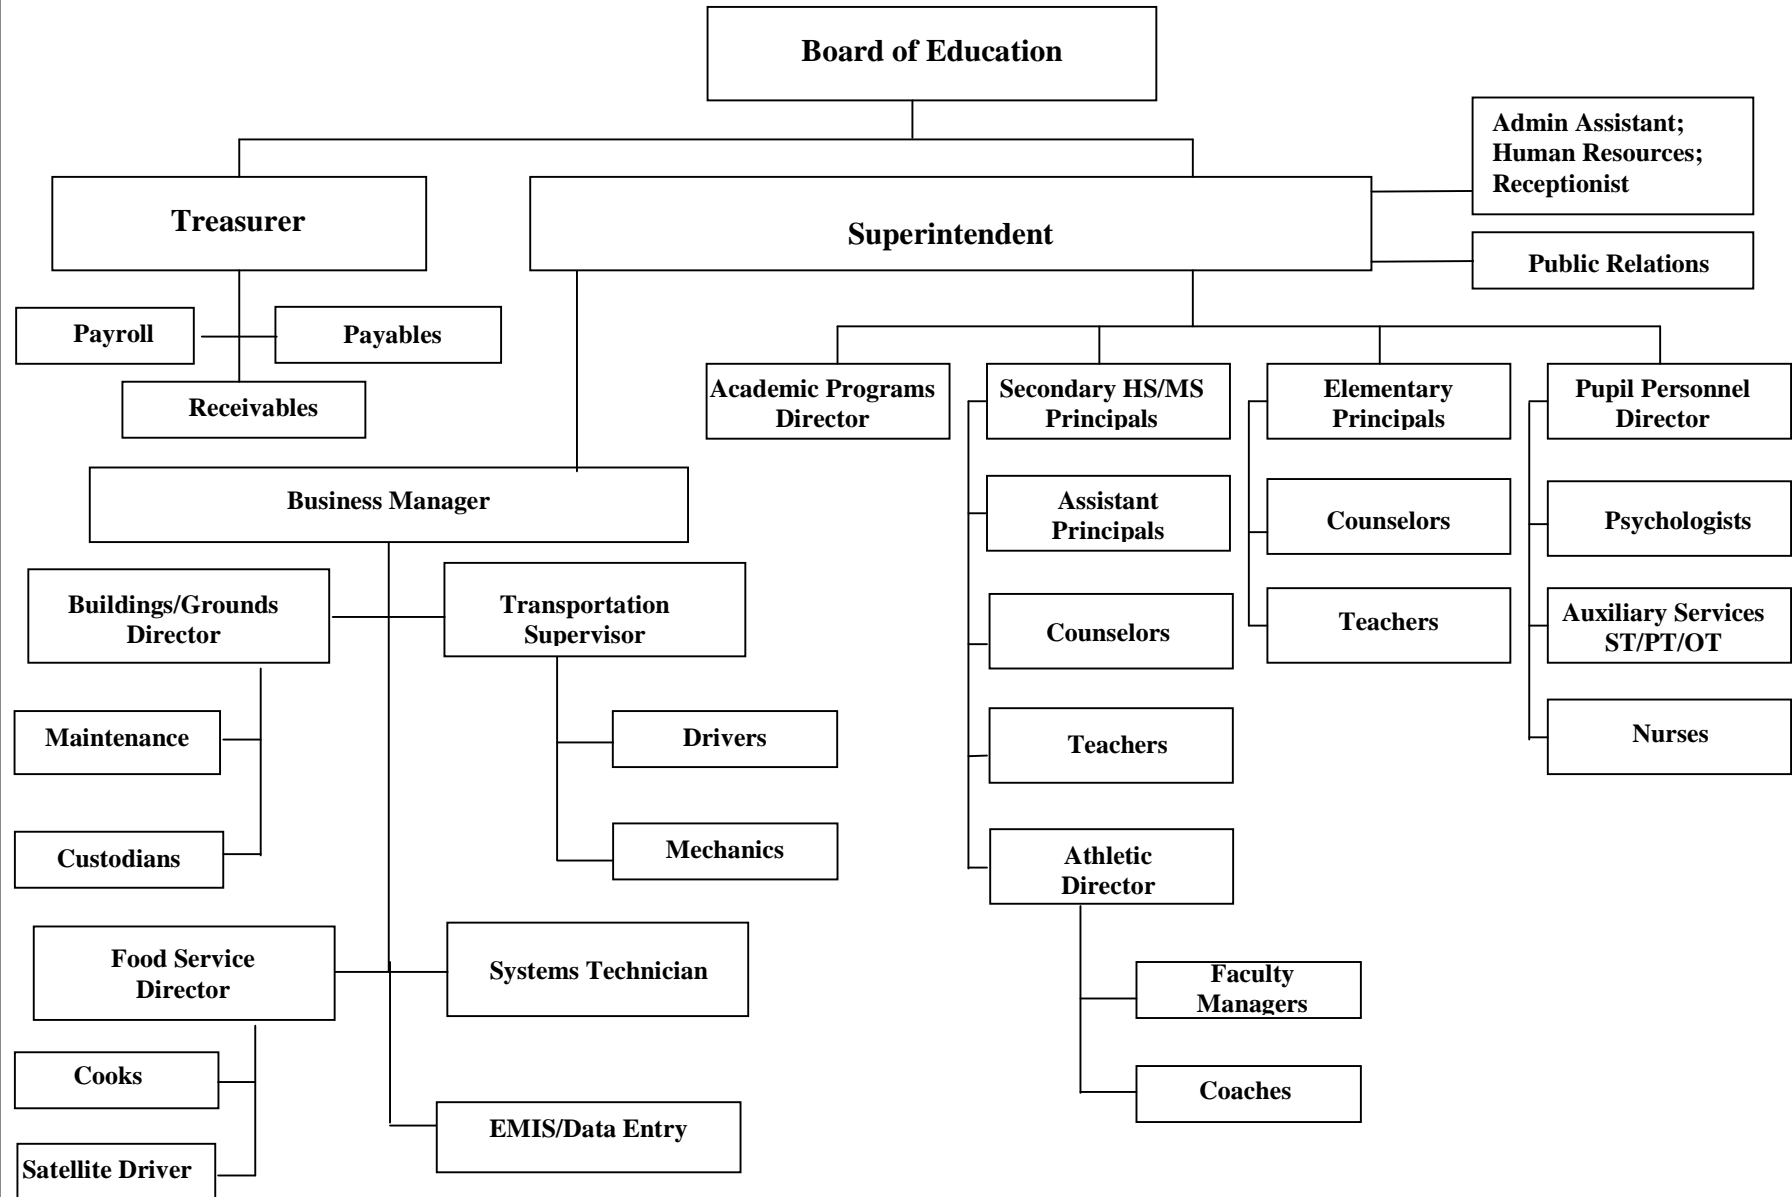 Board of Education
Admin Assistant;
Human Resources;
Receptionist
Treasurer
Superintendent
Public Relations
Payroll
Payables
Receivables
Academic Programs
Director
Secondary HS/MS
Principals
Elementary
Principals
Pupil Personnel
Director
Business Manager
Assistant
Principals
Counselors
Psychologists
Buildings/Grounds
Director
Transportation
Supervisor
Counselors
Teachers
Auxiliary Services
ST/PT/OT
Maintenance
Drivers
Teachers
Nurses
Custodians
Mechanics
Athletic
Director
Food Service
Director
Systems Technician
Faculty
Managers
Cooks
Coaches
EMIS/Data Entry
Satellite Driver